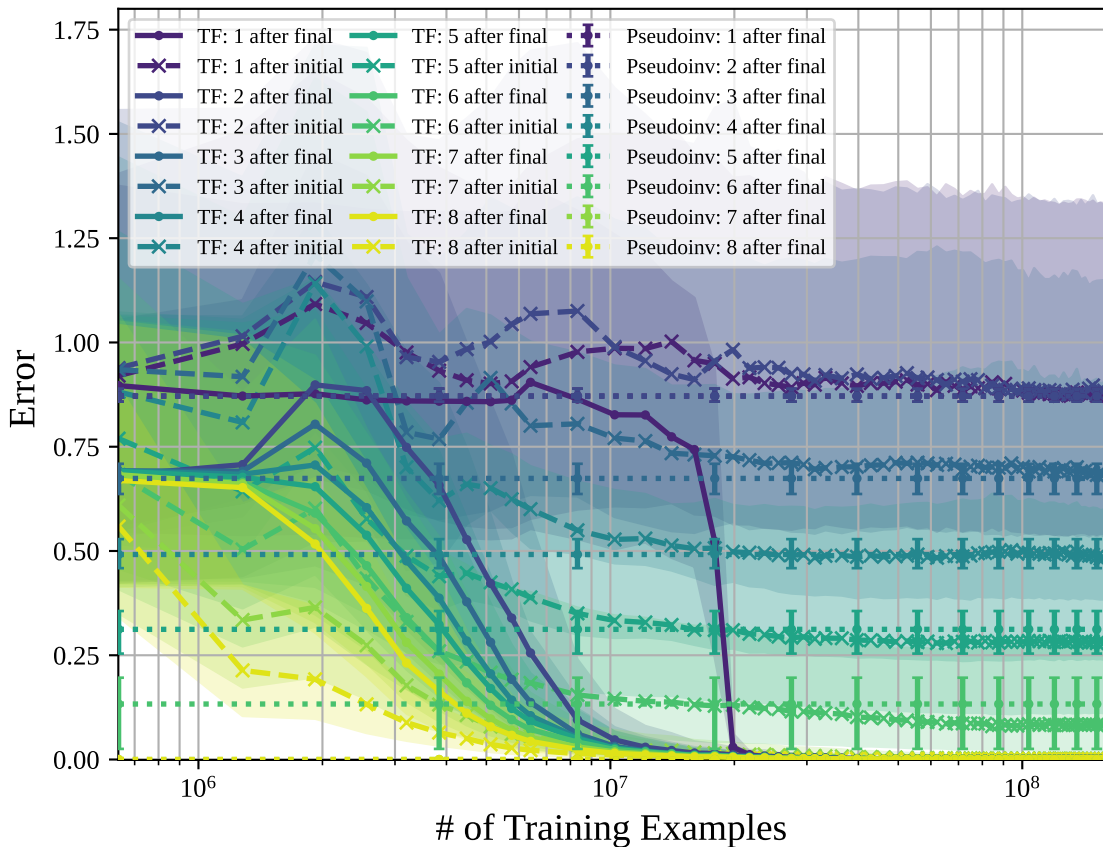 1.75
1.50
1.25
1.00
0.75
0.50
0.25
0.00
Error
TF: 1 after final
TF: 1 after initial
TF: 2 after final
TF: 2 after initial
TF: 3 after final
TF: 3 after initial
TF: 4 after final
TF: 4 after initial
TF: 5 after final
TF: 5 after initial
TF: 6 after final
TF: 6 after initial
TF: 7 after final
TF: 7 after initial
TF: 8 after final
TF: 8 after initial
Pseudoinv: 1 after final
Pseudoinv: 2 after final
Pseudoinv: 3 after final
Pseudoinv: 4 after final
Pseudoinv: 5 after final
Pseudoinv: 6 after final
Pseudoinv: 7 after final
Pseudoinv: 8 after final
10⁶
10⁷
10⁸
# of Training Examples